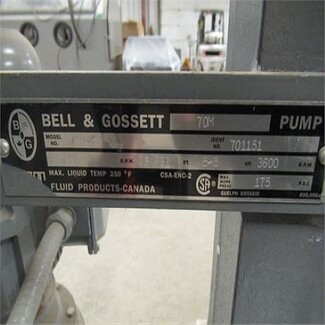 B G BELL & GOSSETT 70M PUMP
MODEL NO. IDENT NO. 701151
G.P.M. FT HP 3600
MAX. LIQUID TEMP 250 °F CSA-ENC-2 SA MAX WORK PRESS 175 P.S.I.
FLUID PRODUCTS-CANADA GUELPH ONTARIO